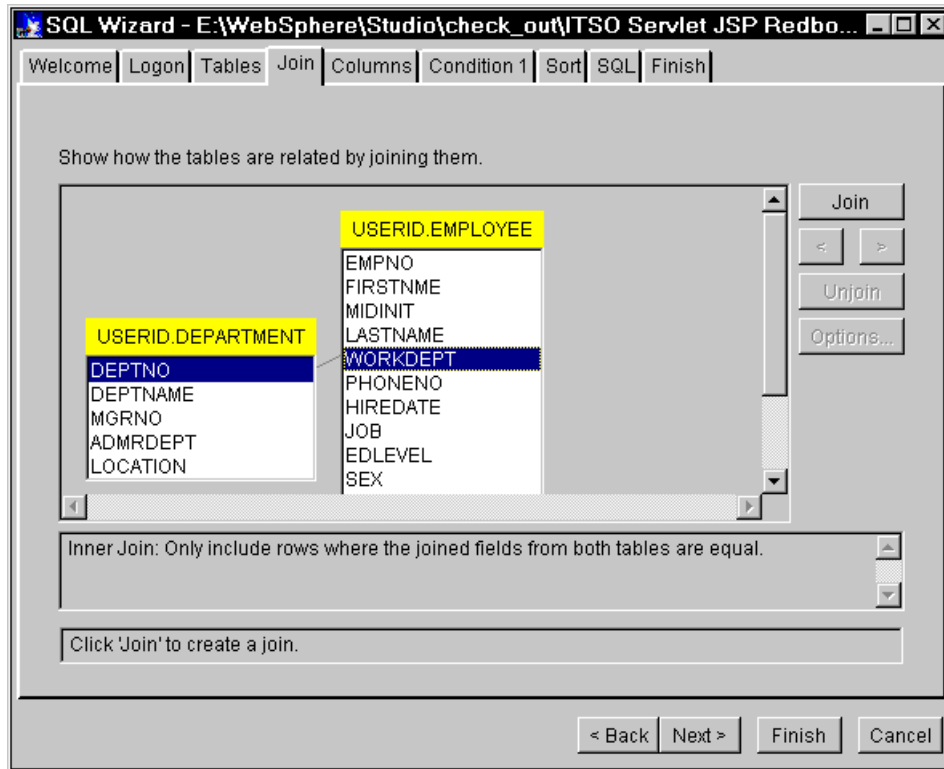 SQL Wizard - E:\WebSphere\Studio\check_out\ITSO Servlet JSP Redbo...
Welcome Logon Tables Join Columns Condition 1 Sort SQL Finish
Show how the tables are related by joining them.
USERID.DEPARTMENT
DEPTNO
DEPTNAME
MGRNO
ADMRDEPT
LOCATION
USERID.EMPLOYEE
EMPNO
FIRSTNME
MIDINIT
LASTNAME
WORKDEPT
PHONENO
HIREDATE
JOB
EDLEVEL
SEX
Join
< >
Unjoin
Options...
Inner Join: Only include rows where the joined fields from both tables are equal.
Click 'Join' to create a join.
< Back Next > Finish Cancel